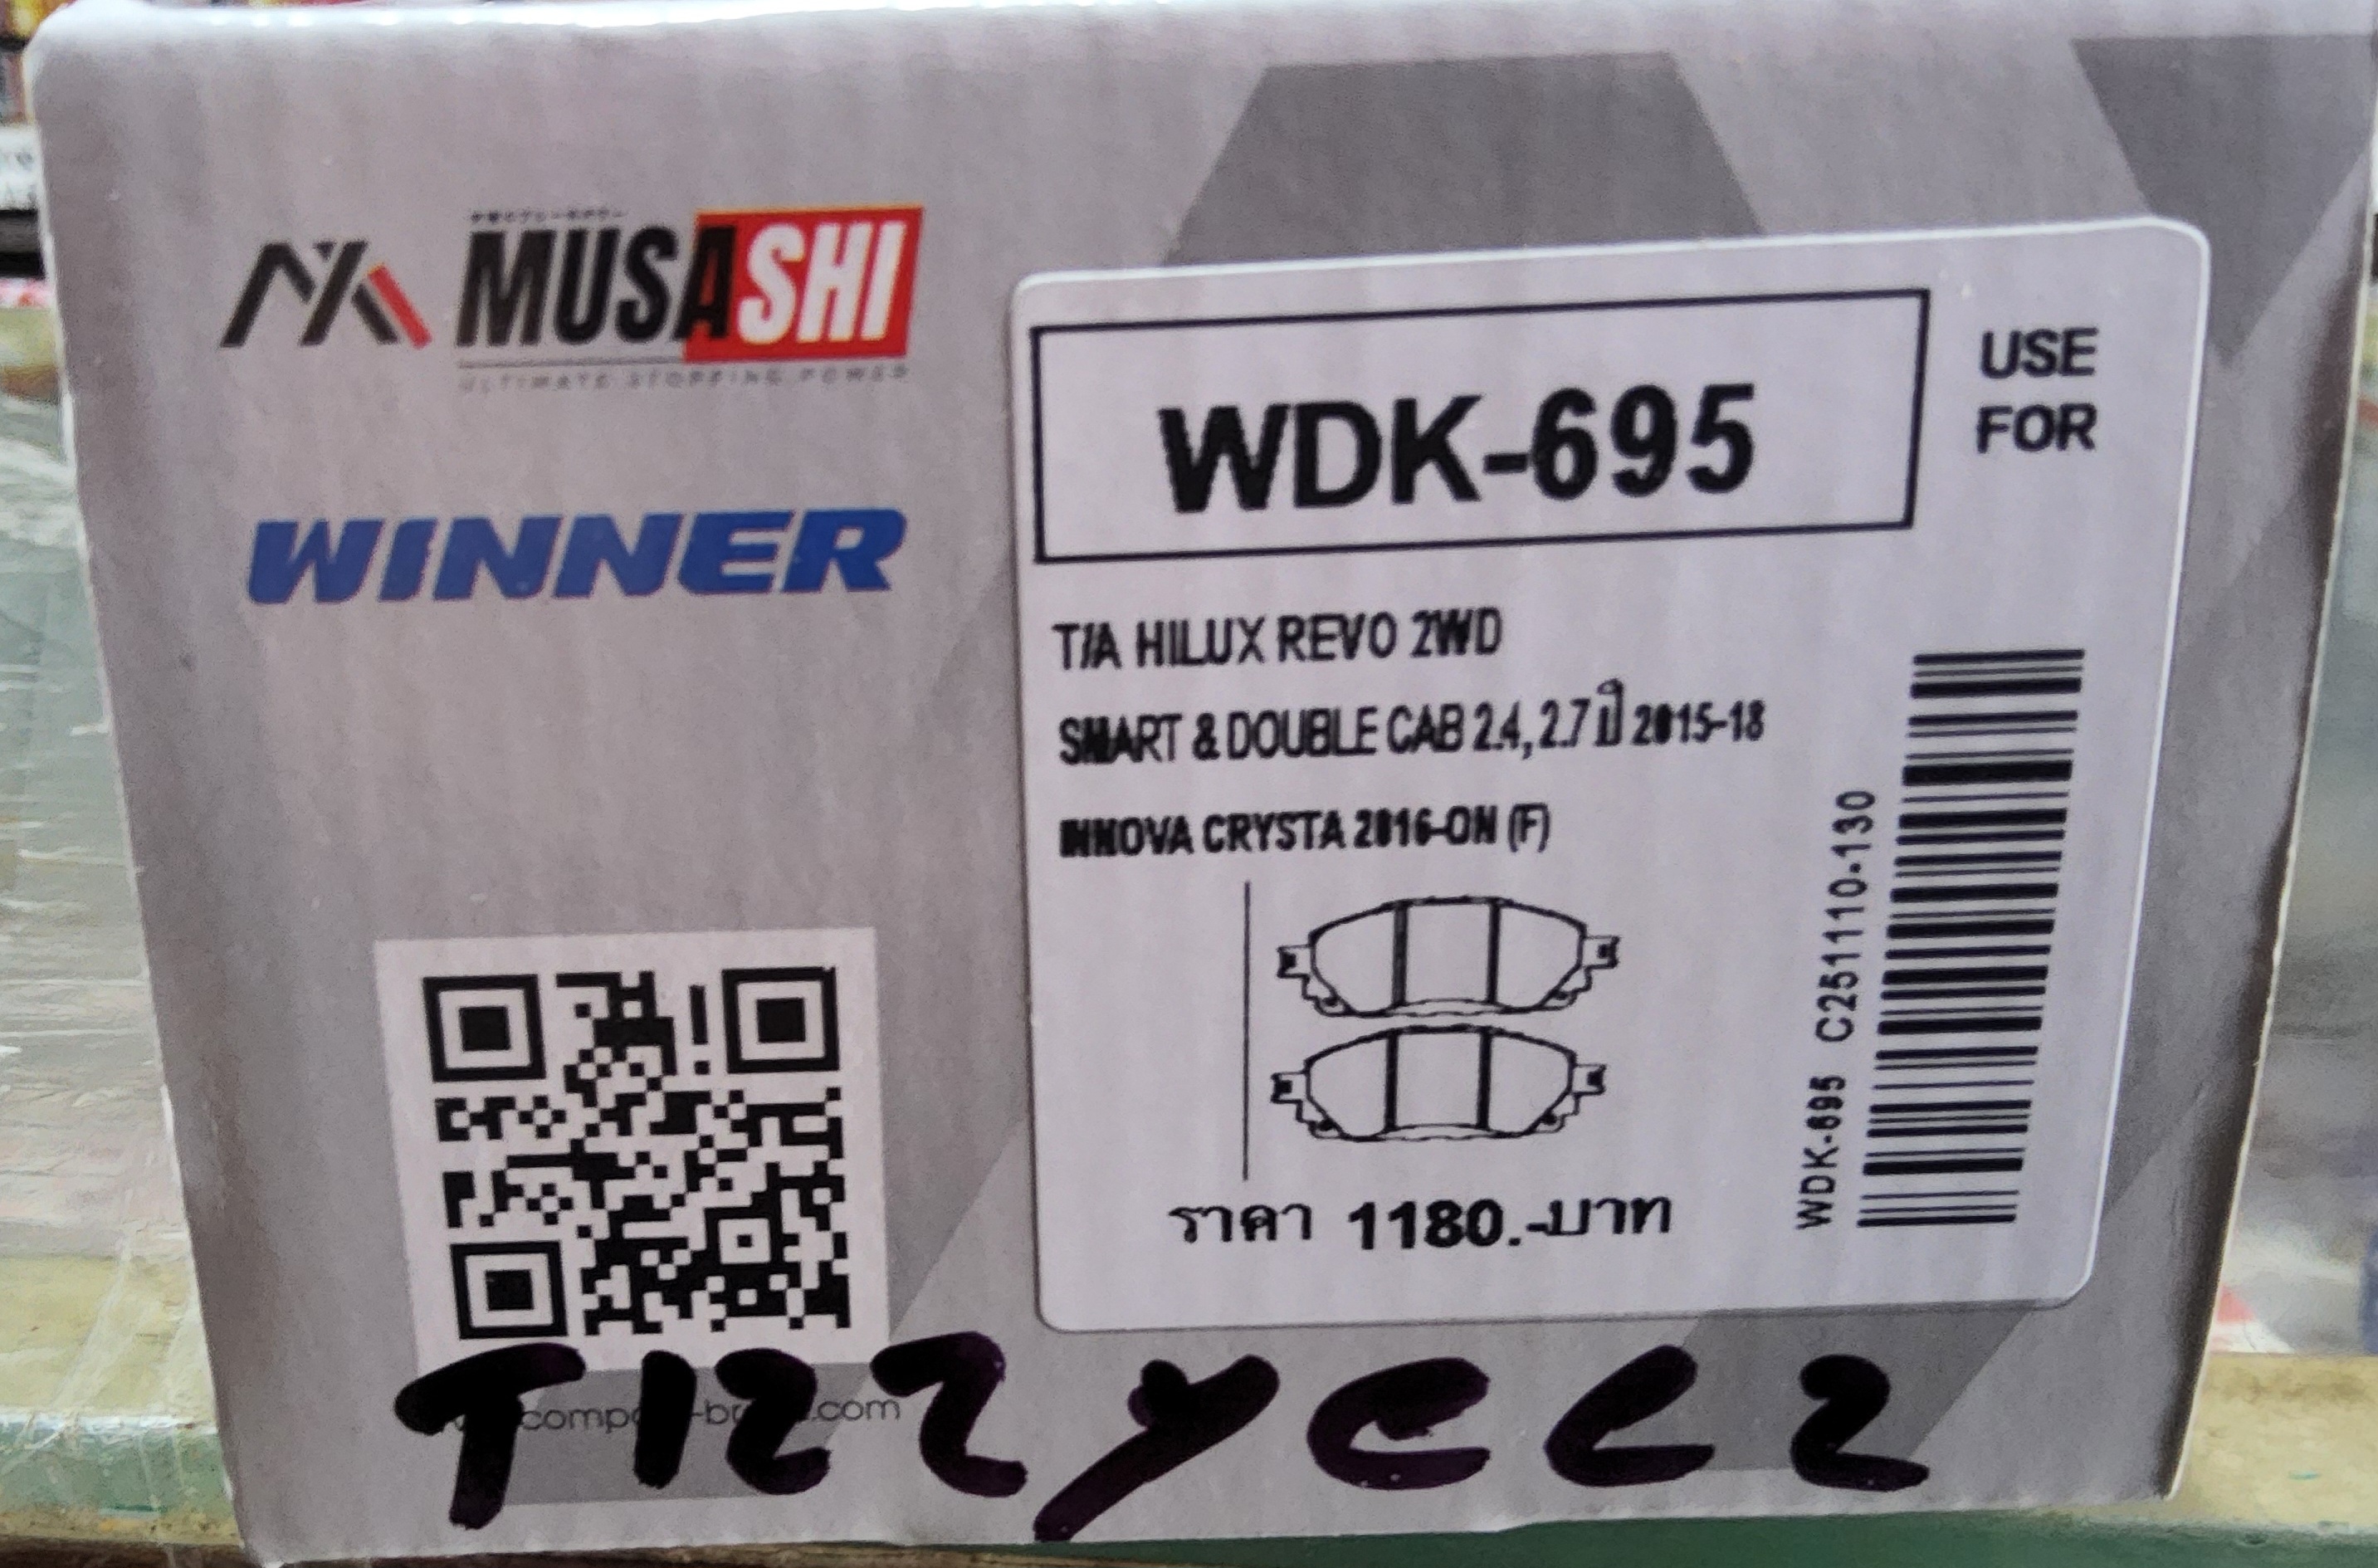 MUSASHI
ULTIMATE STOPPING POWER
WINNER
WDK-695
USE
FOR
T/A HILUX REVO 2WD
SMART & DOUBLE CAB 2.4, 2.7 ปี 2015-18
INNOVA CRYSTA 2016-ON (F)
ราคา 1180.-บาท
WDK-695 C251110-130
T122YCC2